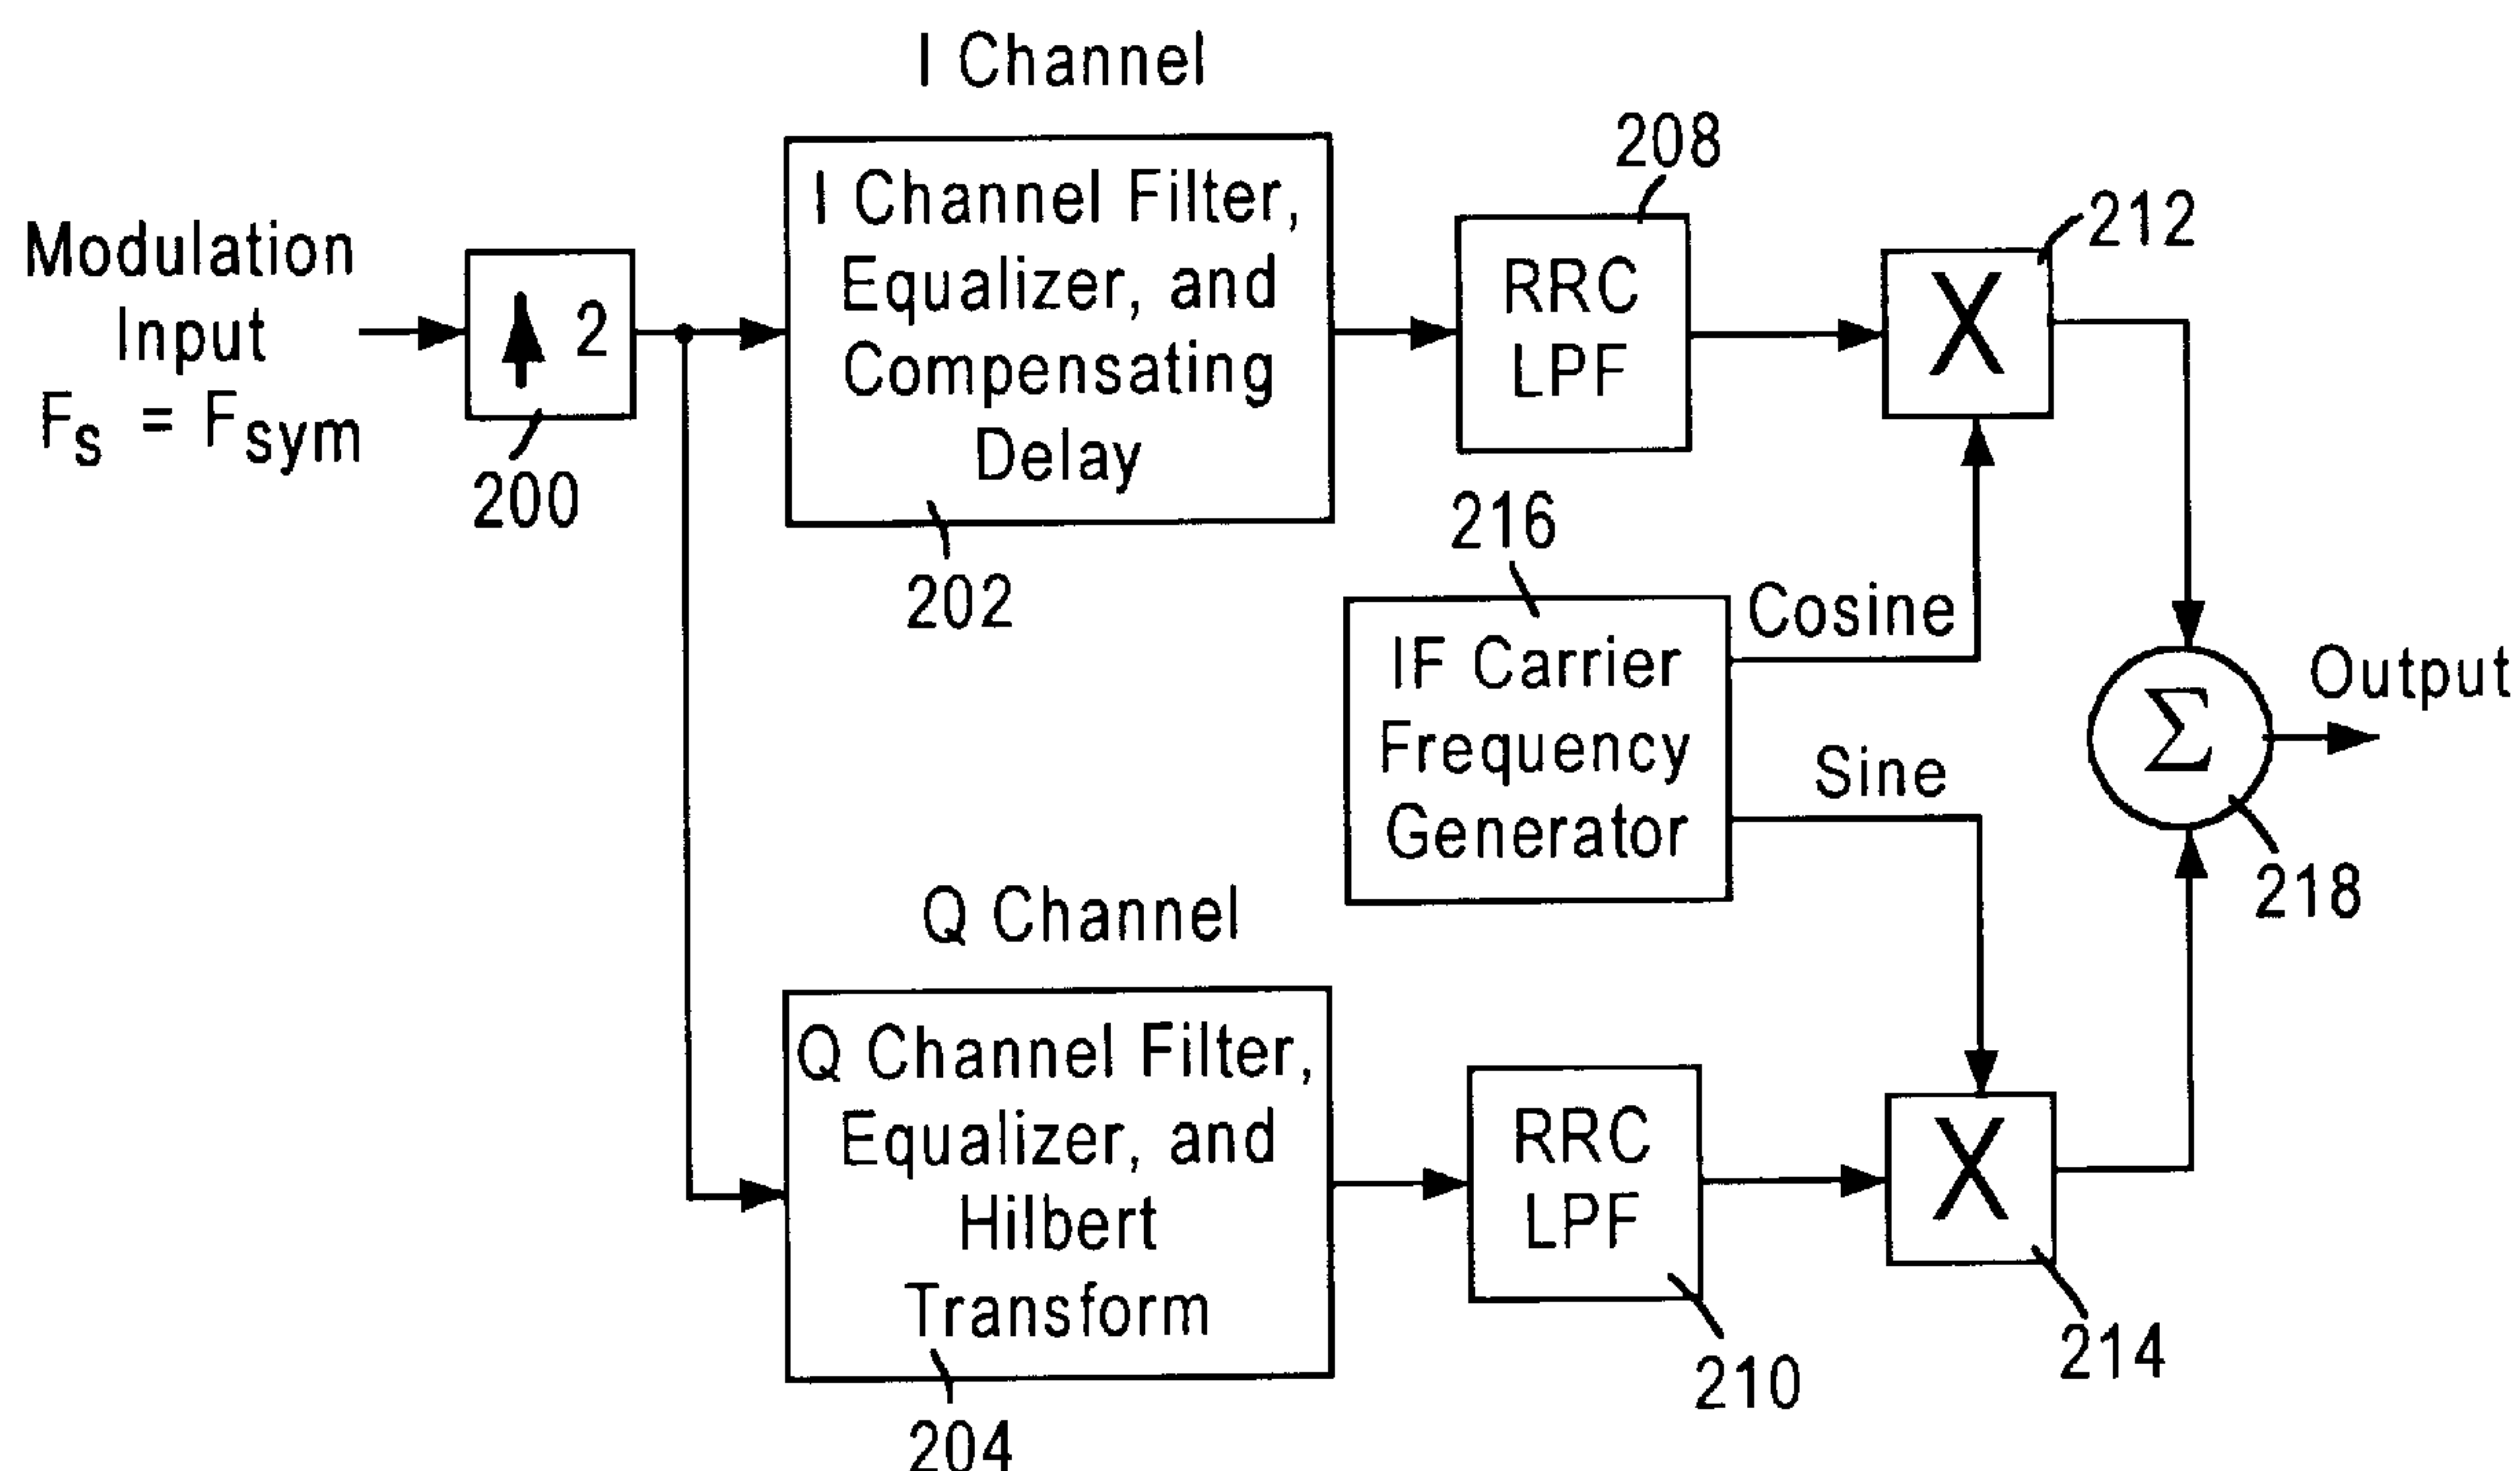 I Channel
208
I Channel Filter,
Equalizer, and
Compensating
Delay
212
Modulation
Input
Fs = Fsym
2
RRC
LPF
X
200
216
202
Cosine
IF Carrier
Frequency
Generator
Output
Σ
Sine
218
Q Channel
Q Channel Filter,
Equalizer, and
Hilbert
Transform
RRC
LPF
X
214
210
204